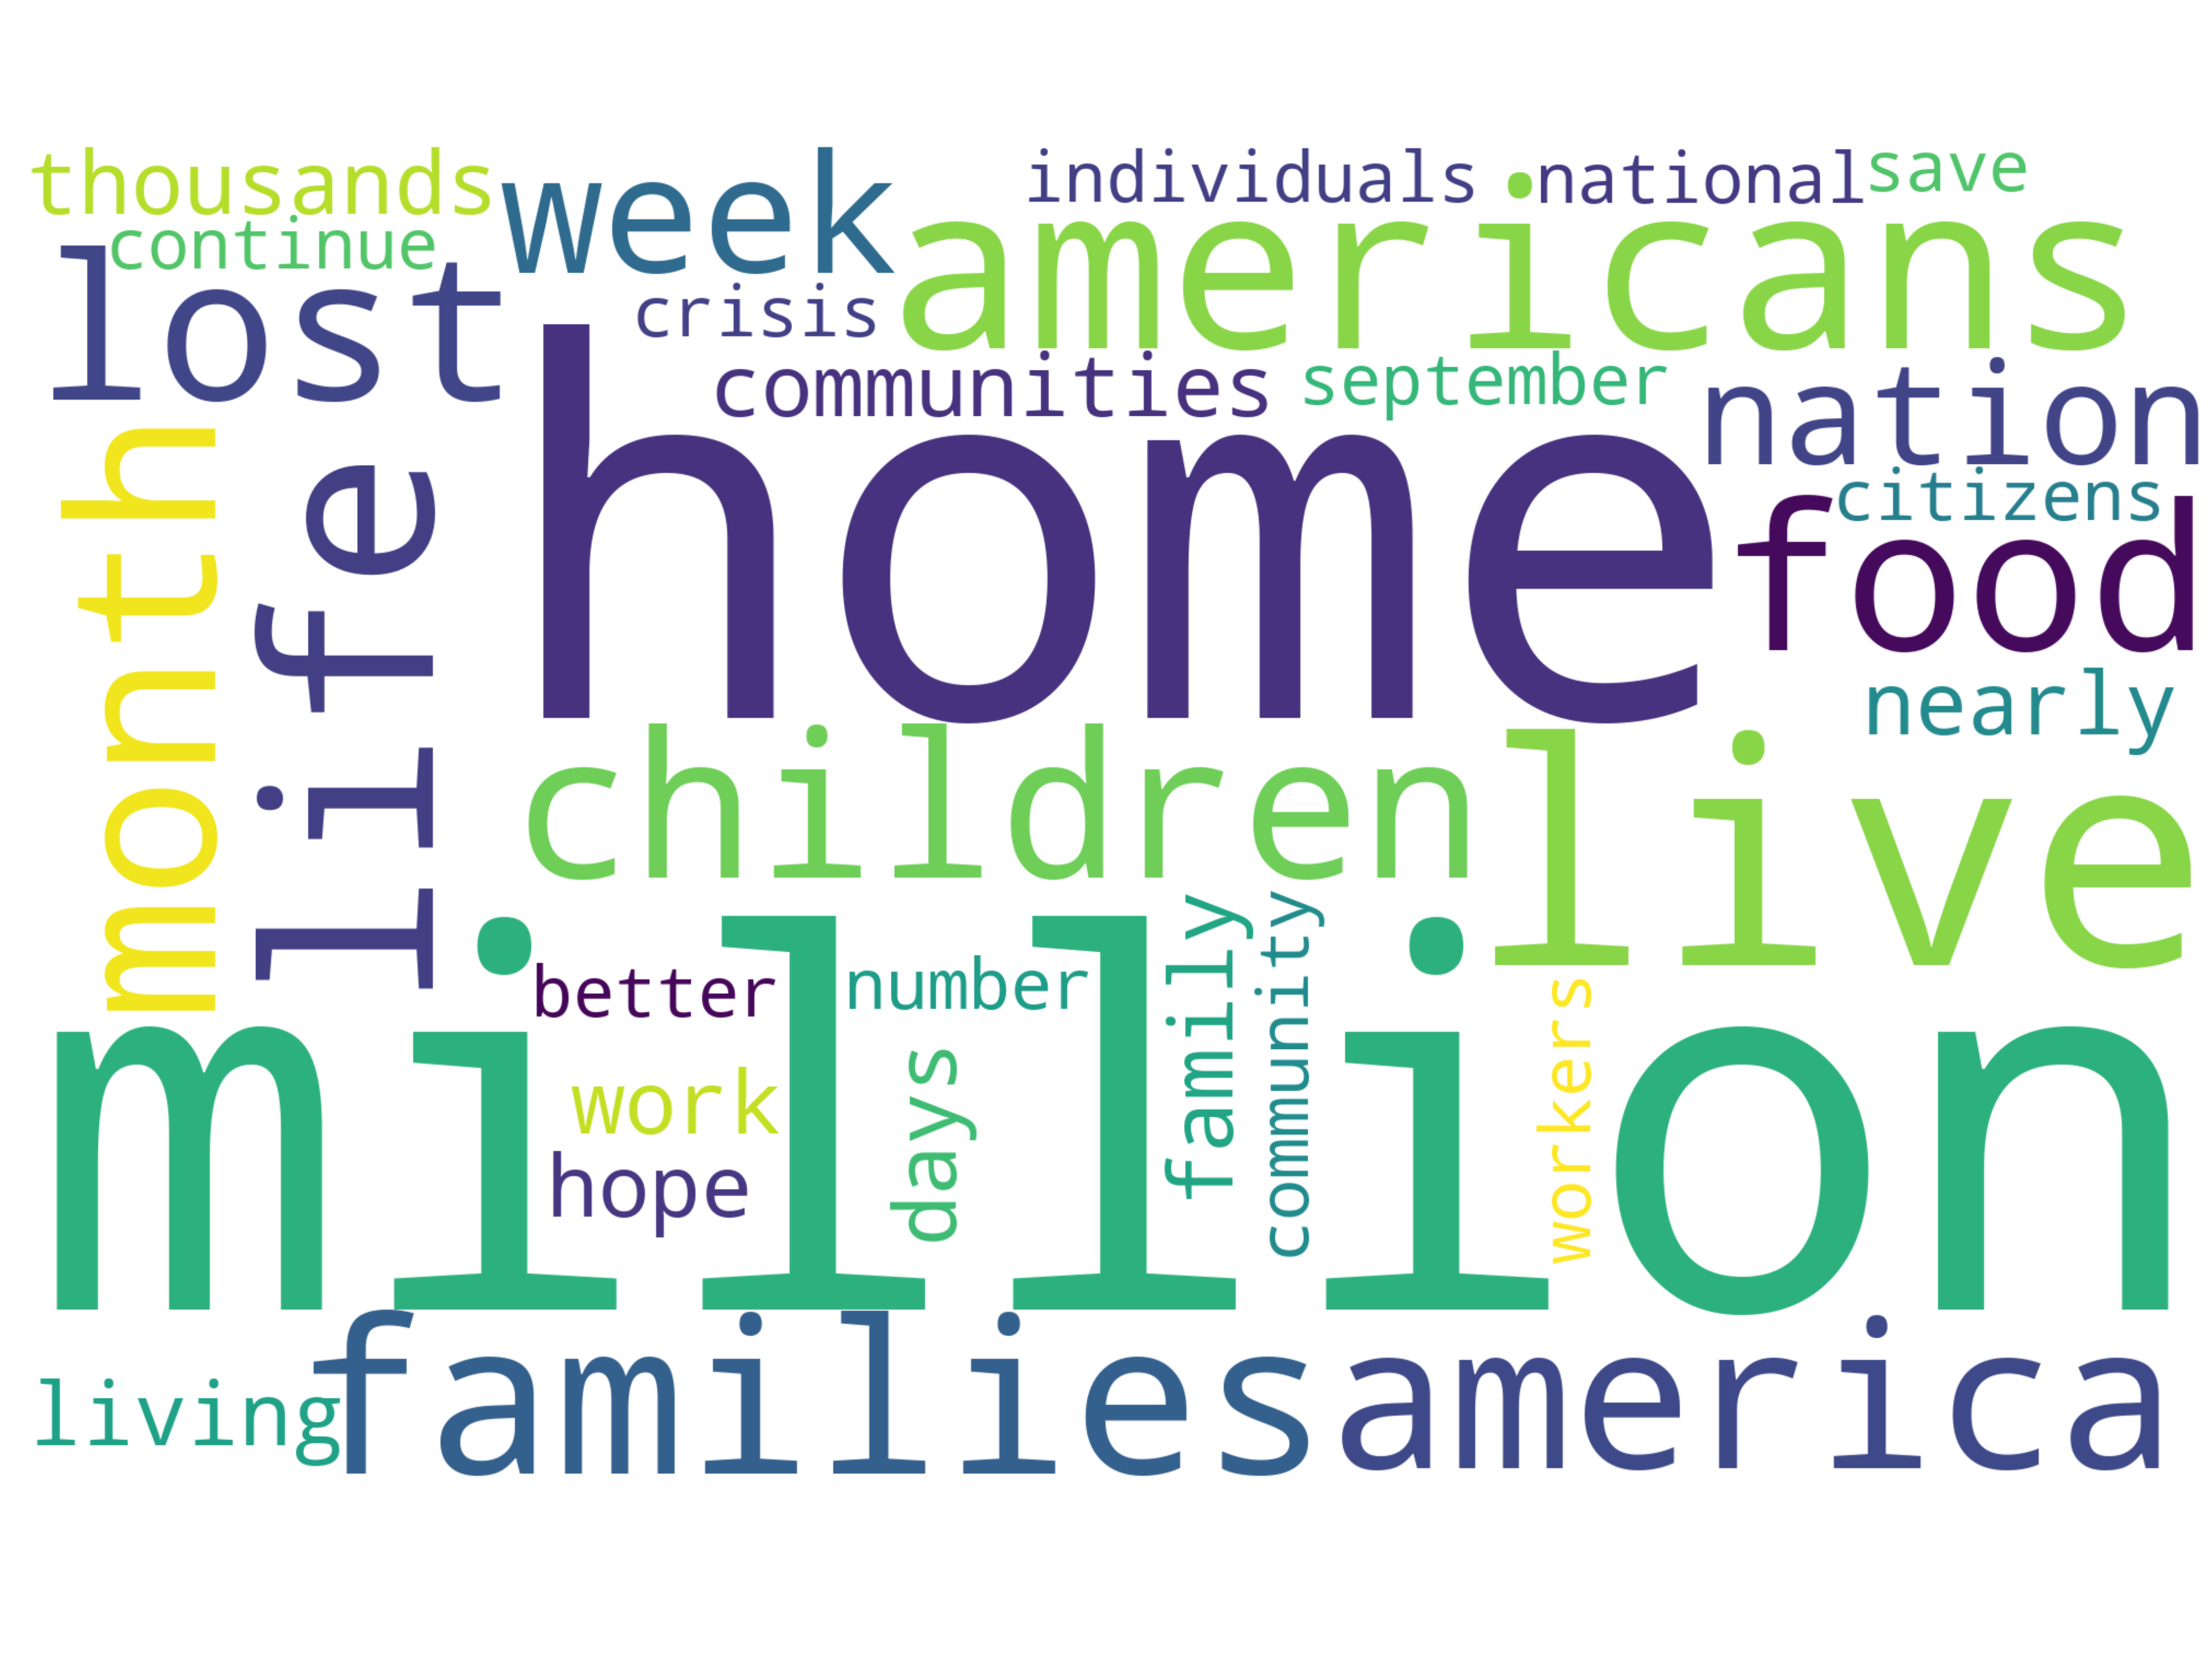 thousands
week
individuals
national
save
continue
americans
lost
crisis
communities
september
nation
month
life
home
citizens
food
nearly
children
live
million
better
number
family
community
workers
work
days
hope
living
families
america